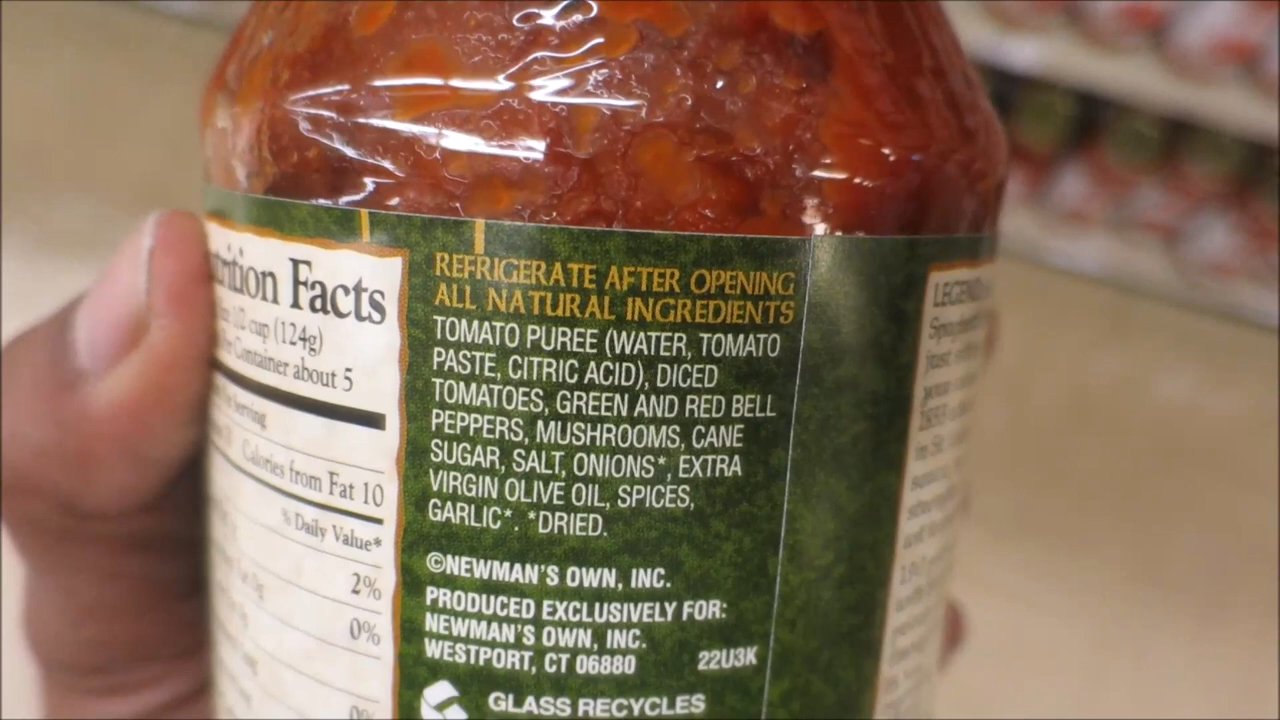 Facts
1/2 cup (124g)
Container about 5
serving
Calories from Fat 10
% Daily Value*
2%
0%
0%
REFRIGERATE AFTER OPENING
ALL NATURAL INGREDIENTS
TOMATO PUREE (WATER, TOMATO
PASTE, CITRIC ACID), DICED
TOMATOES, GREEN AND RED BELL
PEPPERS, MUSHROOMS, CANE
SUGAR, SALT, ONIONS*, EXTRA
VIRGIN OLIVE OIL, SPICES,
GARLIC*. *DRIED.
©NEWMAN'S OWN, INC.
PRODUCED EXCLUSIVELY FOR:
NEWMAN'S OWN, INC.
WESTPORT, CT 06880 22U3K
GLASS RECYCLES